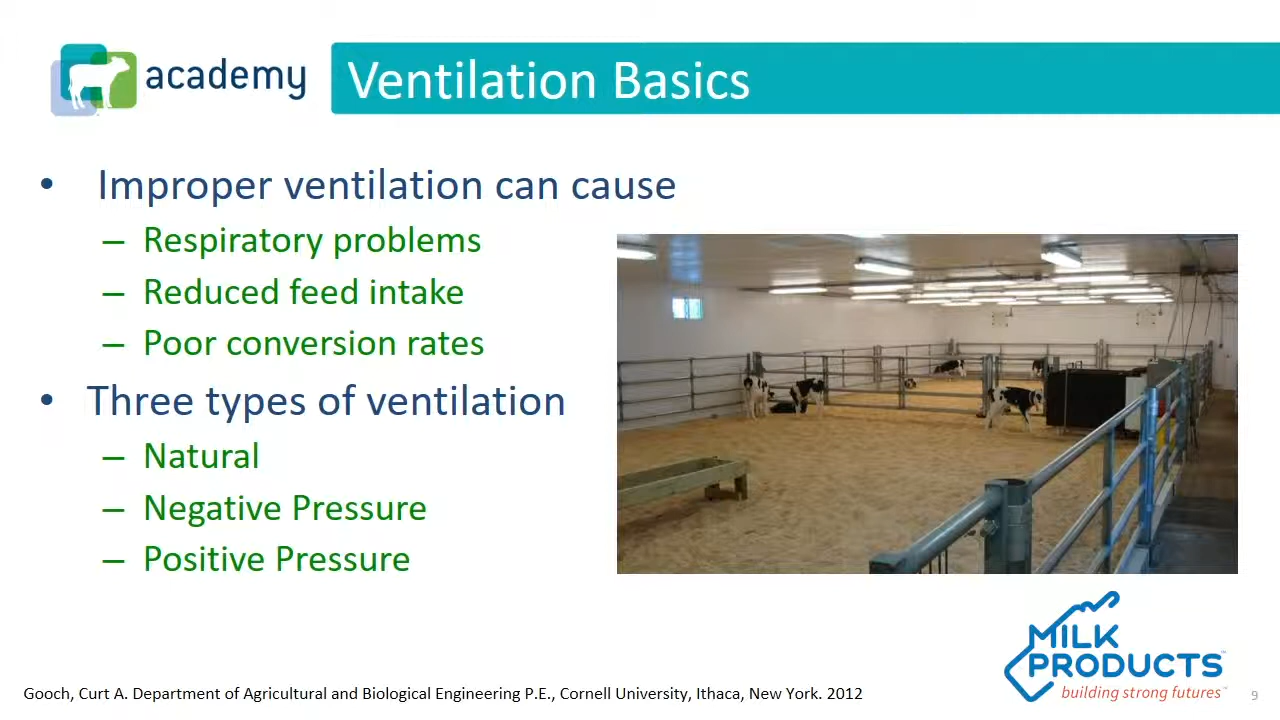 academy
Ventilation Basics
• Improper ventilation can cause
– Respiratory problems
– Reduced feed intake
– Poor conversion rates
• Three types of ventilation
– Natural
– Negative Pressure
– Positive Pressure
MILK
PRODUCTS™
building strong futures™
Gooch, Curt A. Department of Agricultural and Biological Engineering P.E., Cornell University, Ithaca, New York. 2012
9